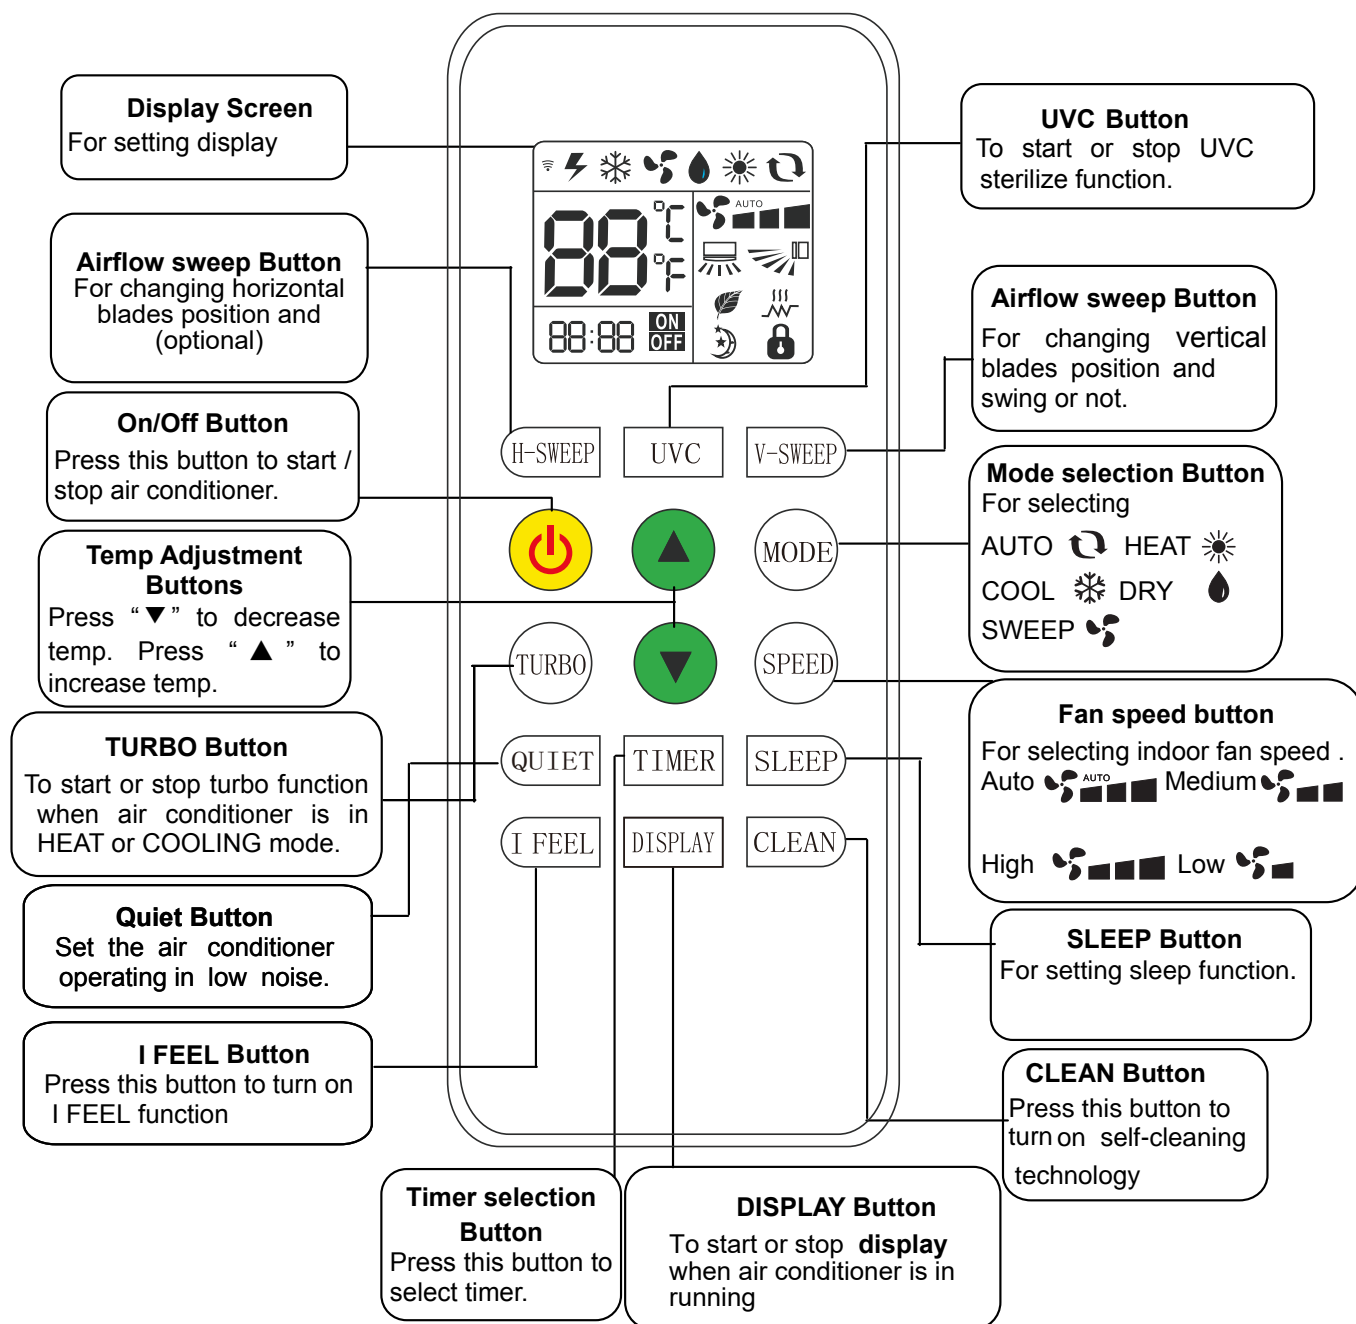 Display Screen
For setting display
Airflow sweep Button
For changing horizontal
blades position and
(optional)
On/Off Button
Press this button to start /
stop air conditioner.
Temp Adjustment
Buttons
Press “▼” to decrease
temp. Press “ ▲ ” to
increase temp.
TURBO Button
To start or stop turbo function
when air conditioner is in
HEAT or COOLING mode.
Quiet Button
Set the air conditioner
operating in low noise.
I FEEL Button
Press this button to turn on
I FEEL function
°C
AUTO
°F
88
88:88
ON
OFF
H-SWEEP
UVC
V-SWEEP
MODE
TURBO
SPEED
QUIET
TIMER
SLEEP
I FEEL
DISPLAY
CLEAN
UVC Button
To start or stop UVC
sterilize function.
Airflow sweep Button
For changing vertical
blades position and
swing or not.
Mode selection Button
For selecting
AUTO HEAT
COOL DRY
SWEEP
Fan speed button
For selecting indoor fan speed .
Auto AUTO Medium
High Low
SLEEP Button
For setting sleep function.
CLEAN Button
Press this button to
turn on self-cleaning
technology
Timer selection
Button
Press this button to
select timer.
DISPLAY Button
To start or stop display
when air conditioner is in
running